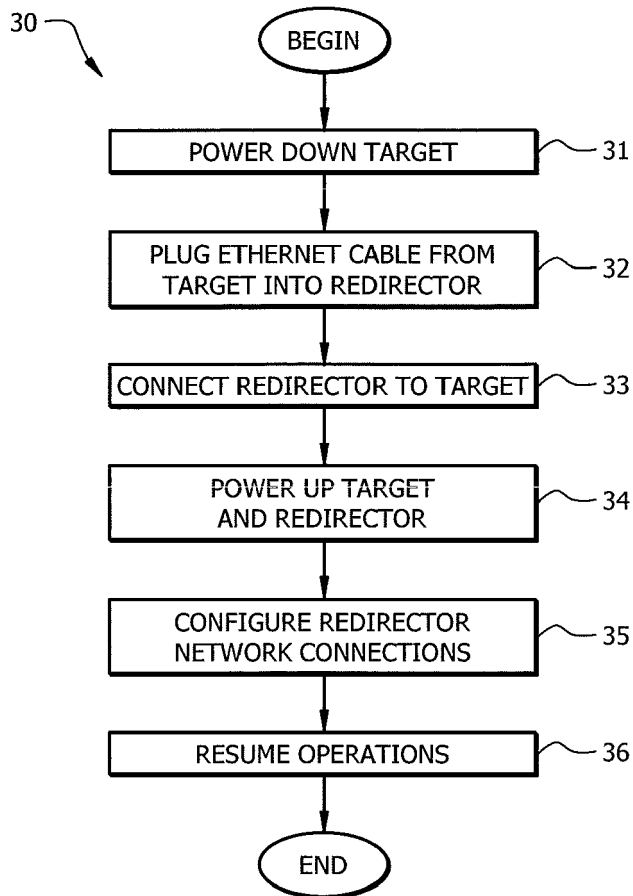 30
BEGIN
POWER DOWN TARGET
31
PLUG ETHERNET CABLE FROM
TARGET INTO REDIRECTOR
32
CONNECT REDIRECTOR TO TARGET
33
POWER UP TARGET
AND REDIRECTOR
34
CONFIGURE REDIRECTOR
NETWORK CONNECTIONS
35
RESUME OPERATIONS
36
END